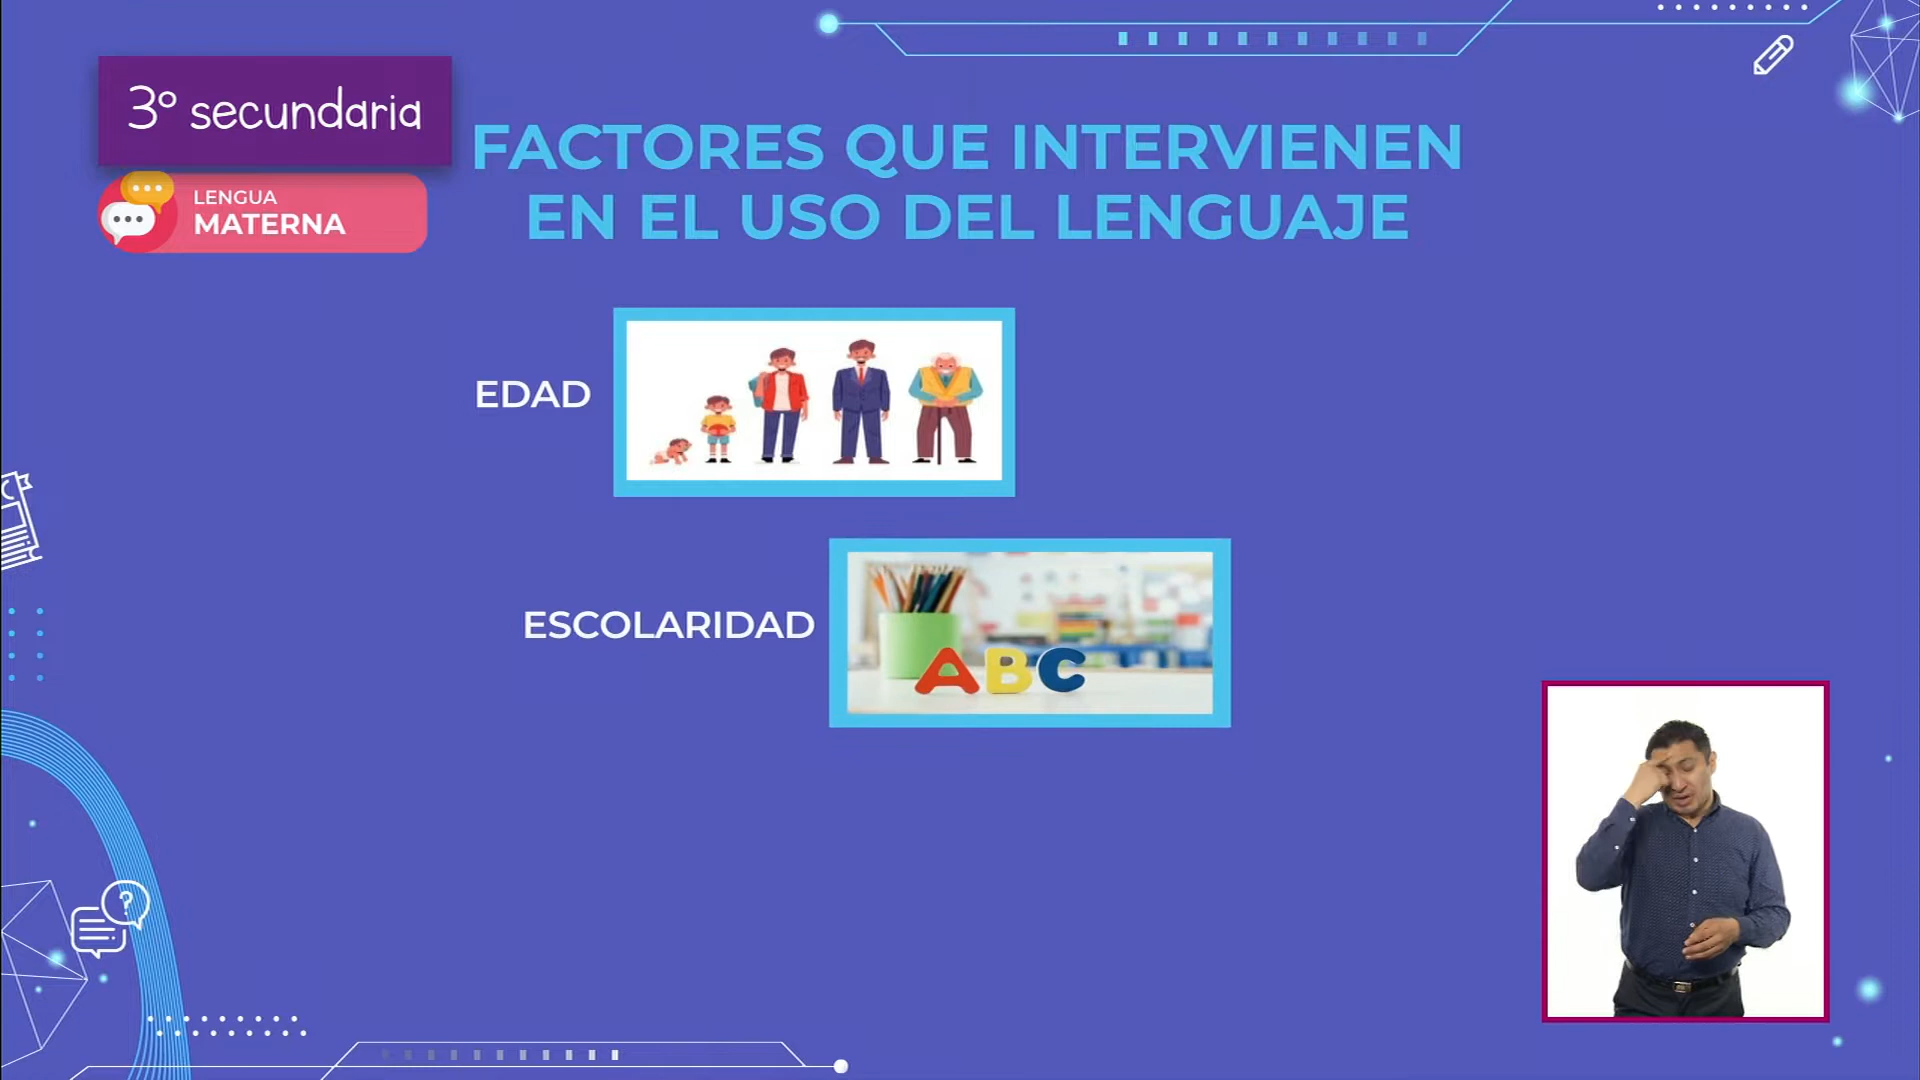 3° secundaria
LENGUA
MATERNA
FACTORES QUE INTERVIENEN
EN EL USO DEL LENGUAJE
EDAD
ESCOLARIDAD
ABC
?